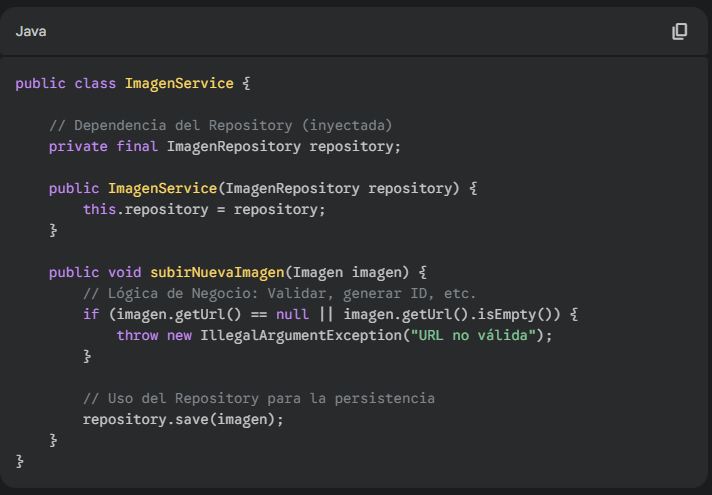 Java
public class ImagenService {
    // Dependencia del Repository (inyectada)
    private final ImagenRepository repository;
    public ImagenService(ImagenRepository repository) {
        this.repository = repository;
    }
    public void subirNuevaImagen(Imagen imagen) {
        // Lógica de Negocio: Validar, generar ID, etc.
        if (imagen.getUrl() == null || imagen.getUrl().isEmpty()) {
            throw new IllegalArgumentException("URL no válida");
        }
        // Uso del Repository para la persistencia
        repository.save(imagen);
    }
}